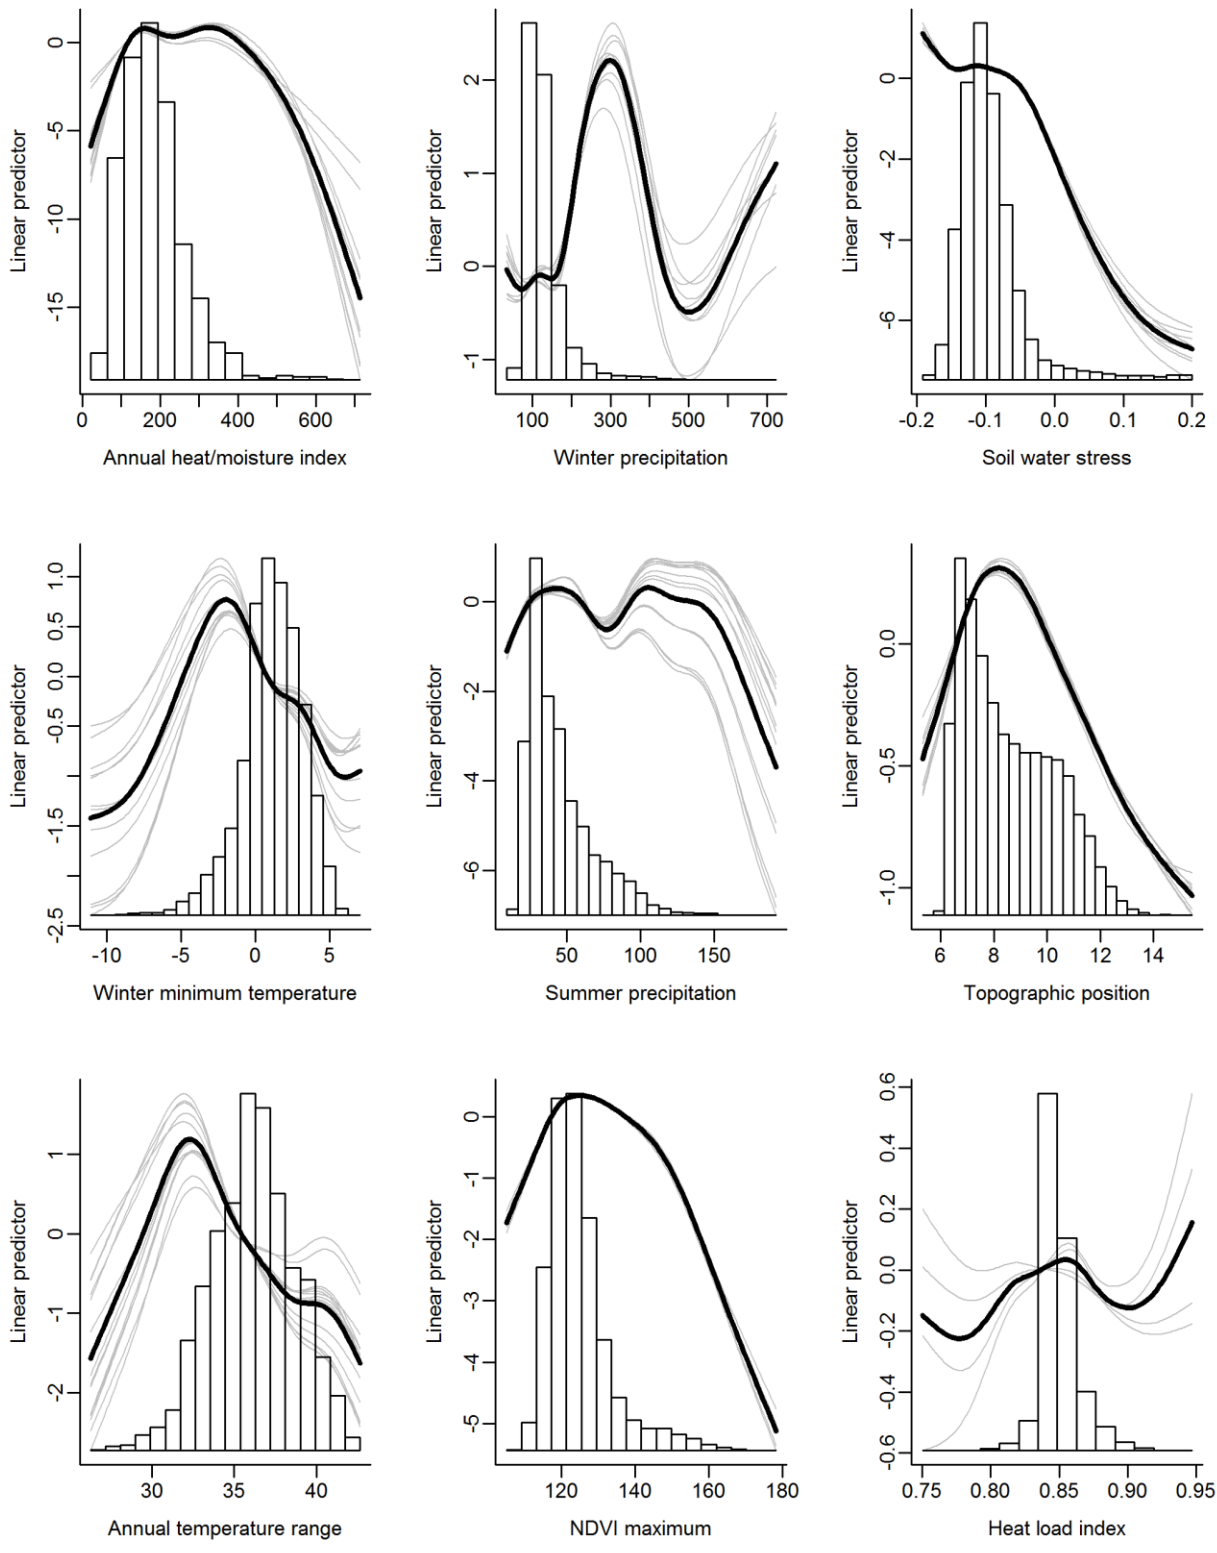 Linear predictor
0
-5
-10
-15
0 200 400 600
Annual heat/moisture index
Linear predictor
2
1
0
-1
100 300 500 700
Winter precipitation
Linear predictor
0
-2
-4
-6
-0.2 -0.1 0.0 0.1 0.2
Soil water stress
Linear predictor
1.0
0.5
0.0
-0.5
-1.5
-2.5
-10 -5 0 5
Winter minimum temperature
Linear predictor
0
-2
-4
-6
50 100 150
Summer precipitation
Linear predictor
0.0
-0.5
-1.0
6 8 10 12 14
Topographic position
Linear predictor
1
0
-1
-2
30 35 40
Annual temperature range
Linear predictor
0
-1
-2
-3
-4
-5
120 140 160 180
NDVI maximum
Linear predictor
0.6
0.4
0.2
0.0
-0.2
-0.4
-0.6
0.75 0.80 0.85 0.90 0.95
Heat load index